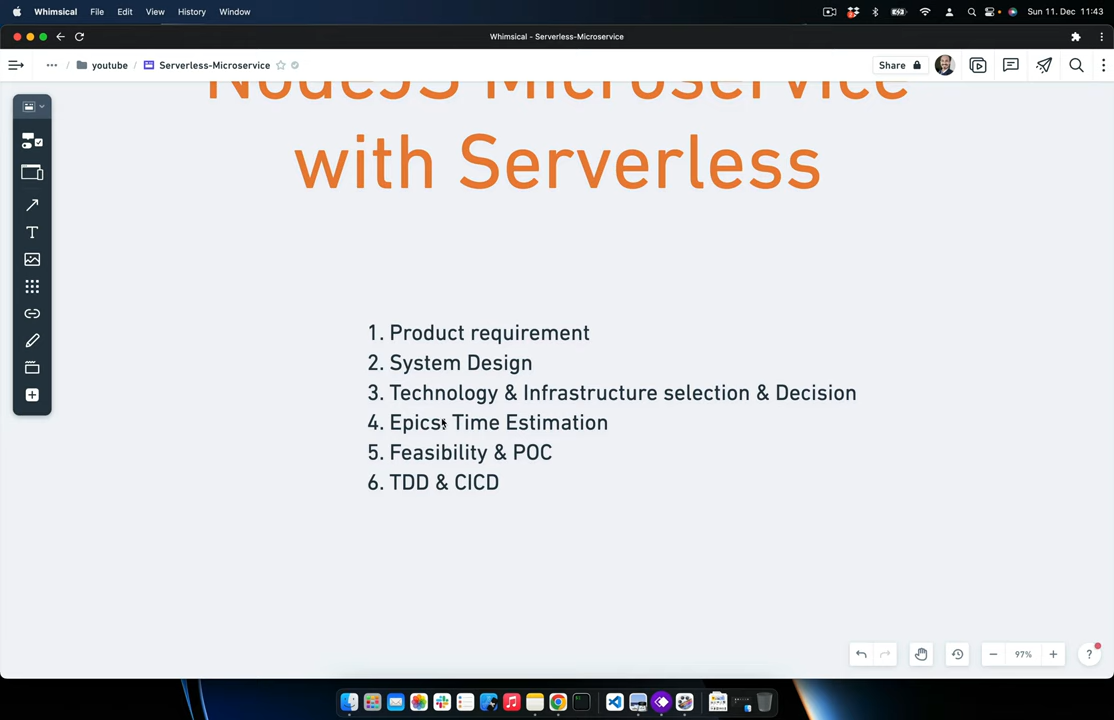 Whimsical File Edit View History Window Sun 11. Dec 11:43
Whimsical - Serverless-Microservice
... / youtube / Serverless-Microservice Share
NodeJS Microservice
with Serverless
1. Product requirement
2. System Design
3. Technology & Infrastructure selection & Decision
4. Epics: Time Estimation
5. Feasibility & POC
6. TDD & CICD
97% ?